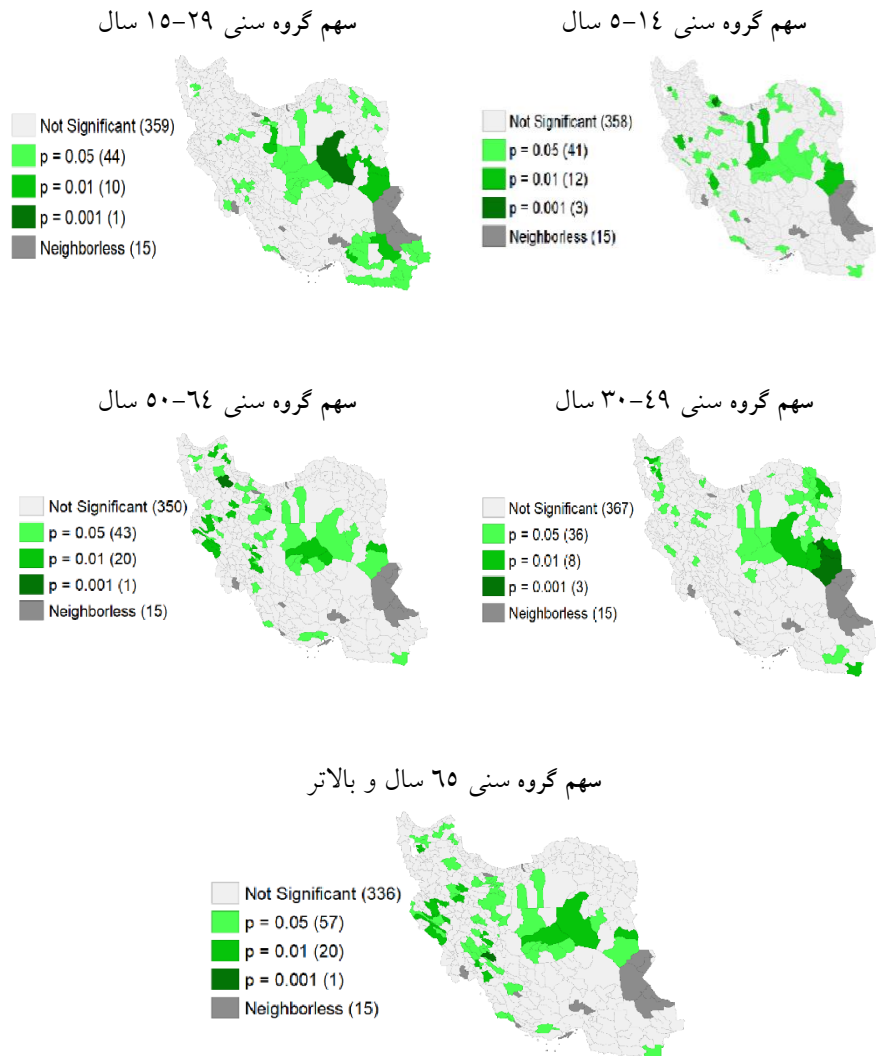 سهم گروه سنی ۵-۱۴ سال
Not Significant (358)
p = 0.05 (41)
p = 0.01 (12)
p = 0.001 (3)
Neighborless (15)
سهم گروه سنی ۱۵-۲۹ سال
Not Significant (359)
p = 0.05 (44)
p = 0.01 (10)
p = 0.001 (1)
Neighborless (15)
سهم گروه سنی ۳۰-۴۹ سال
Not Significant (367)
p = 0.05 (36)
p = 0.01 (8)
p = 0.001 (3)
Neighborless (15)
سهم گروه سنی ۵۰-۶۴ سال
Not Significant (350)
p = 0.05 (43)
p = 0.01 (20)
p = 0.001 (1)
Neighborless (15)
سهم گروه سنی ۶۵ سال و بالاتر
Not Significant (336)
p = 0.05 (57)
p = 0.01 (20)
p = 0.001 (1)
Neighborless (15)